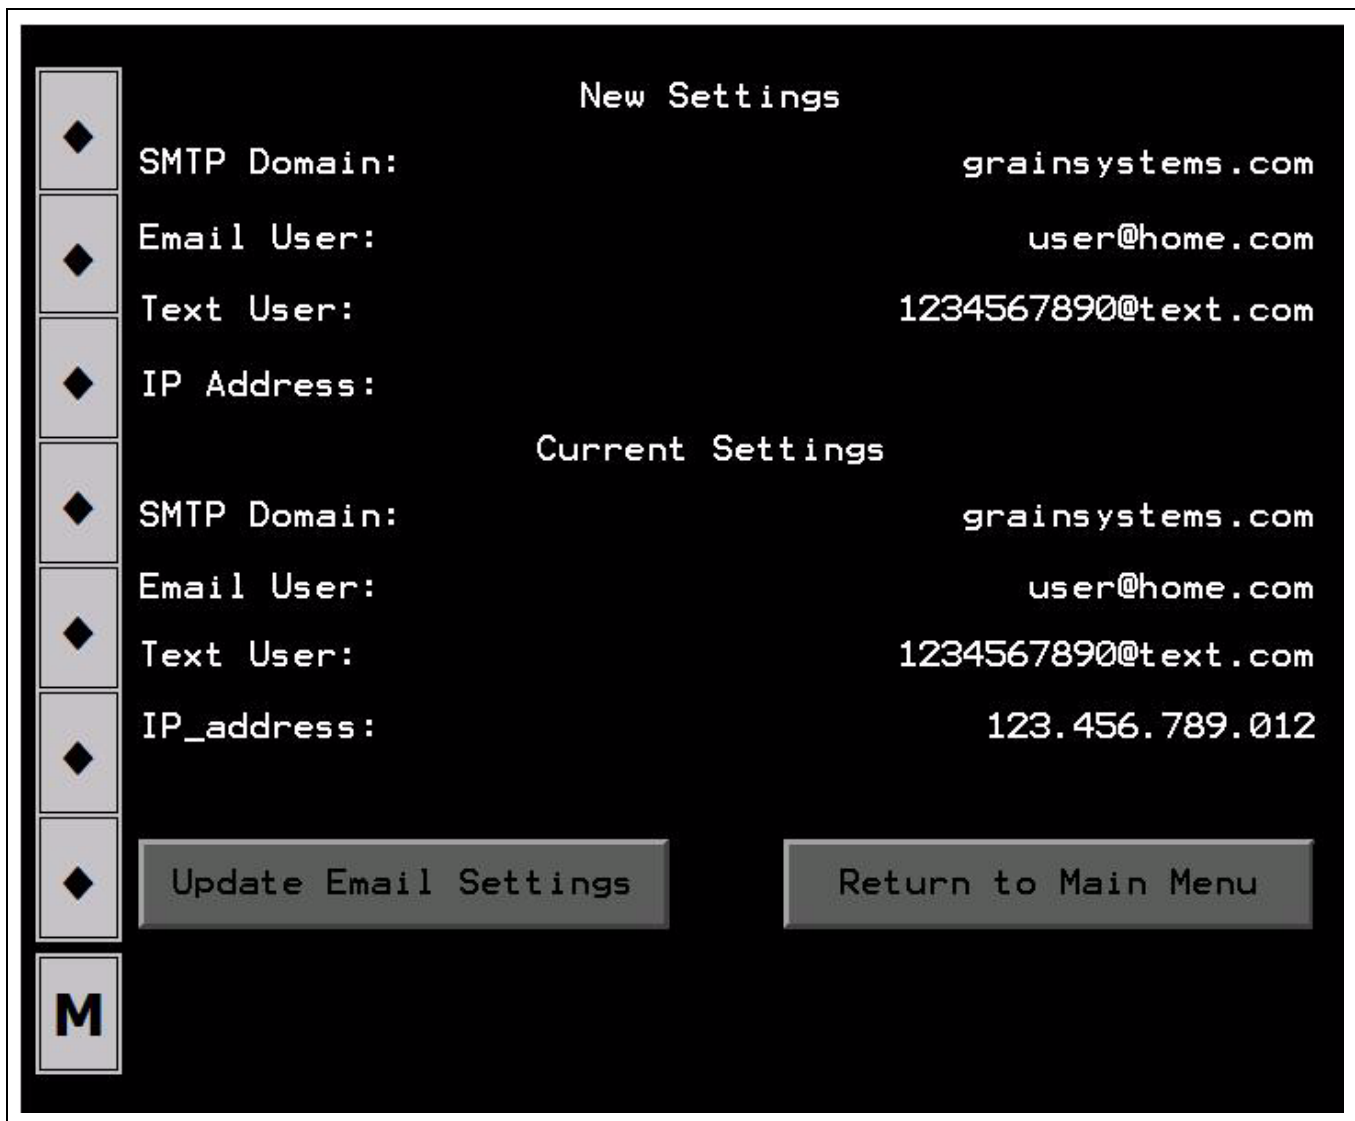 New Settings
SMTP Domain: grainsystems.com
Email User: user@home.com
Text User: 1234567890@text.com
IP Address:
Current Settings
SMTP Domain: grainsystems.com
Email User: user@home.com
Text User: 1234567890@text.com
IP_address: 123.456.789.012
Update Email Settings Return to Main Menu
M